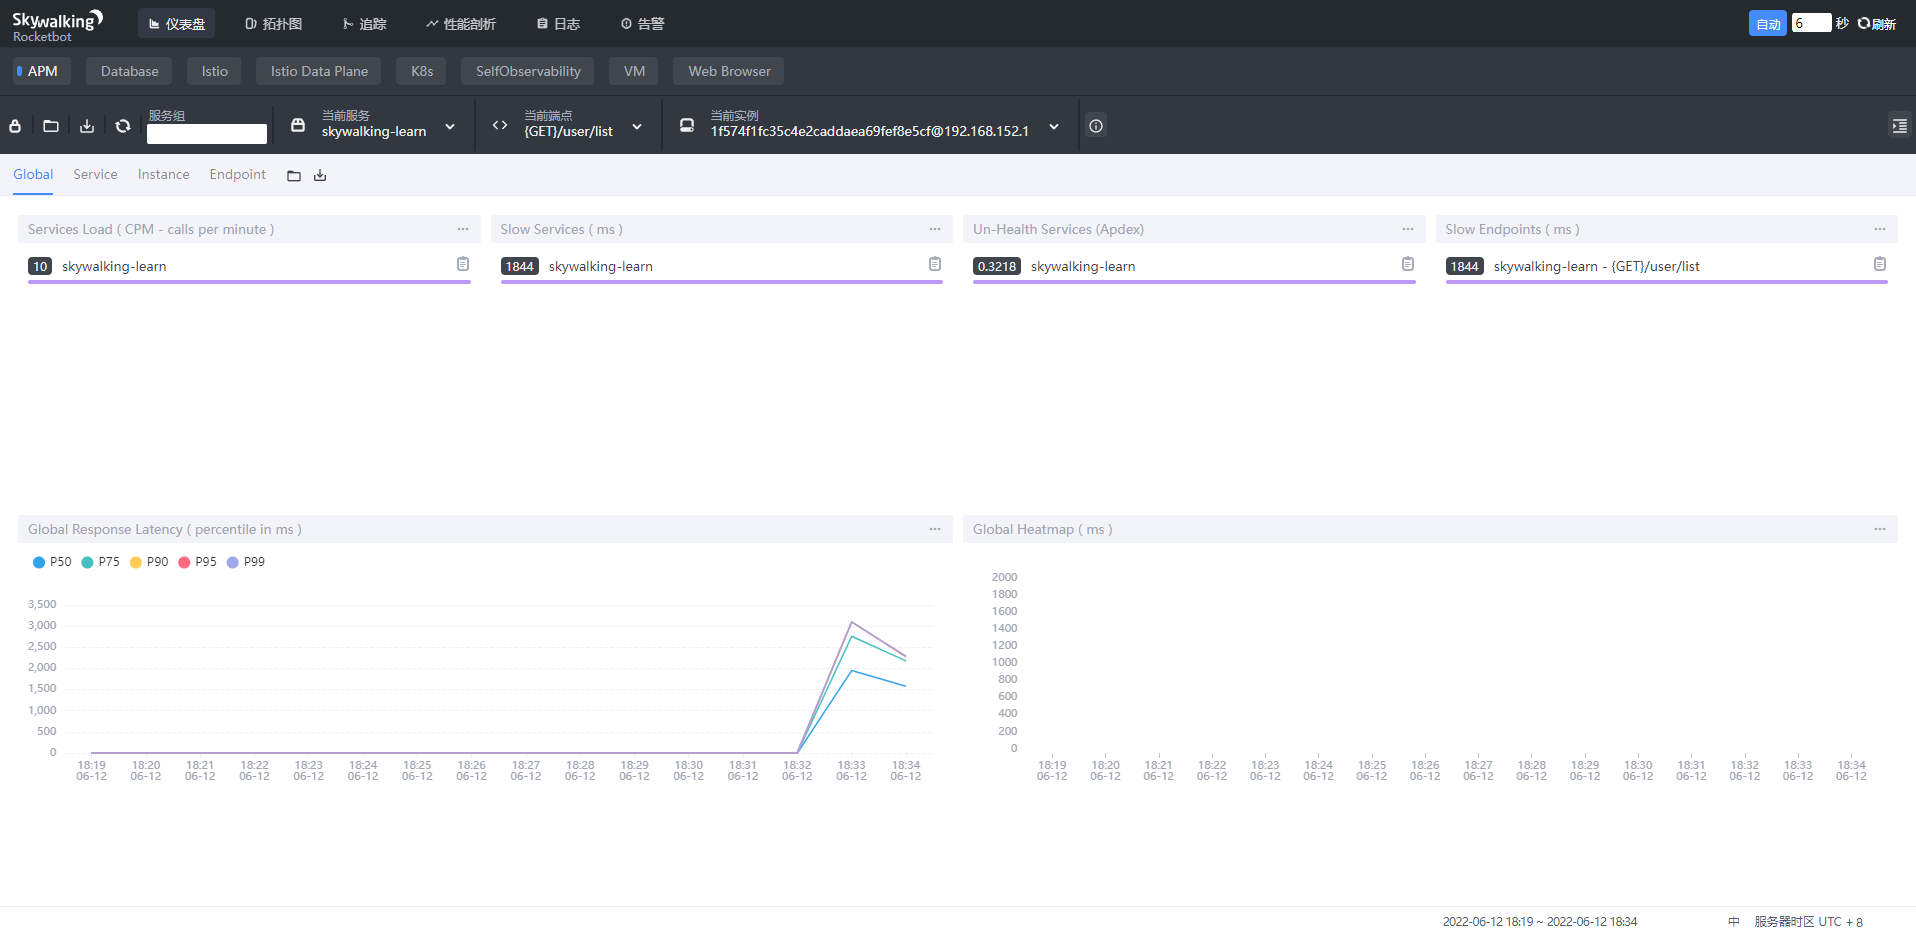 Skywalking
Rocketbot
仪表盘 拓扑图 追踪 性能剖析 日志 告警 自动 6 秒 刷新
APM Database Istio Istio Data Plane K8s SelfObservability VM Web Browser
服务组 当前服务 当前端点 当前实例
skywalking-learn {GET}/user/list 1f574f1fc35c4e2caddaea69fef8e5cf@192.168.152.1
Global Service Instance Endpoint
Services Load ( CPM - calls per minute ) ... Slow Services ( ms ) ... Un-Health Services (Apdex) ... Slow Endpoints ( ms ) ...
10 skywalking-learn 1844 skywalking-learn 0.3218 skywalking-learn 1844 skywalking-learn - {GET}/user/list
Global Response Latency ( percentile in ms ) ... Global Heatmap ( ms ) ...
P50 P75 P90 P95 P99
3,500
3,000
2,500
2,000
1,500
1,000
500
0
18:19 18:20 18:21 18:22 18:23 18:24 18:25 18:26 18:27 18:28 18:29 18:30 18:31 18:32 18:33 18:34
06-12 06-12 06-12 06-12 06-12 06-12 06-12 06-12 06-12 06-12 06-12 06-12 06-12 06-12 06-12 06-12
2000
1800
1600
1400
1200
1000
800
600
400
200
0
18:19 18:20 18:21 18:22 18:23 18:24 18:25 18:26 18:27 18:28 18:29 18:30 18:31 18:32 18:33 18:34
06-12 06-12 06-12 06-12 06-12 06-12 06-12 06-12 06-12 06-12 06-12 06-12 06-12 06-12 06-12 06-12
2022-06-12 18:19 ~ 2022-06-12 18:34 中 服务器时区 UTC + 8